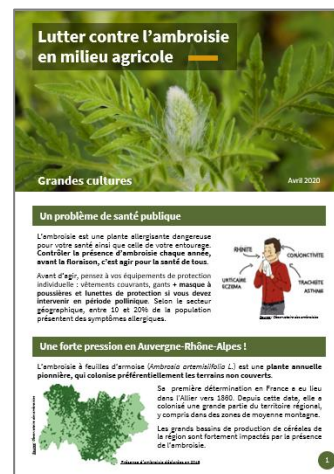 Lutter contre l'ambroisie
en milieu agricole
Grandes cultures
Avril 2020
Un problème de santé publique
L'ambroisie est une plante allergisante dangereuse
pour votre santé ainsi que celle de votre entourage.
Contrôler la présence d'ambroisie chaque année,
avant la floraison, c'est agir pour la santé de tous.
Avant d'agir, pensez à vos équipements de protection
individuelle : vêtements couvrants, gants + masque à
poussières et lunettes de protection si vous devez
intervenir en période pollinique. Selon le secteur
géographique, entre 10 et 20% de la population
présentent des symptômes allergiques.
RHINITE
CONJONCTIVITE
URTICAIRE
ECZEMA
TRACHÉITE
ASTHME
Une forte pression en Auvergne-Rhône-Alpes !
L'ambroisie à feuilles d'armoise (Ambrosia artemisiifolia L.) est une plante annuelle
pionnière, qui colonise préférentiellement les terrains non couverts.
Sa première détermination en France a eu lieu
dans l'Allier vers 1860. Depuis cette date, elle a
colonisé une grande partie du territoire régional,
y compris dans des zones de moyenne montagne.
Les grands bassins de production de céréales de
la région sont fortement impactés par la présence
de l'ambroisie.
1